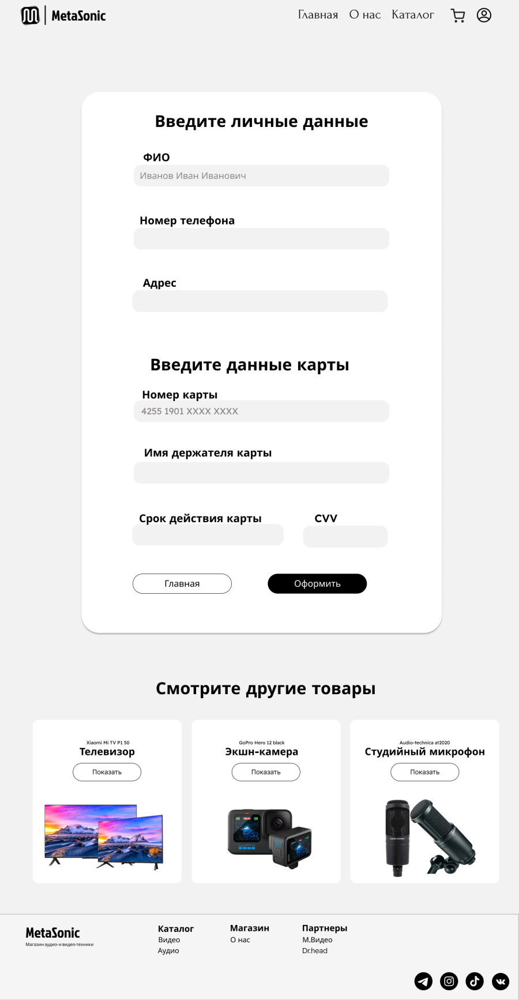 MetaSonic
Главная О нас Каталог
Введите личные данные
ФИО
Иванов Иван Иванович
Номер телефона
Адрес
Введите данные карты
Номер карты
4255 1901 XXXX XXXX
Имя держателя карты
Срок действия карты
CVV
Главная
Оформить
Смотрите другие товары
Xiaomi Mi TV P1 50
Телевизор
Показать
GoPro Hero 12 black
Экшн-камера
Показать
GoPro
Audio-technica at2020
Студийный микрофон
Показать
MetaSonic
Магазин аудио- и видео-техники
Каталог
Видео
Аудио
Магазин
О нас
Партнеры
М.Видео
Dr.head